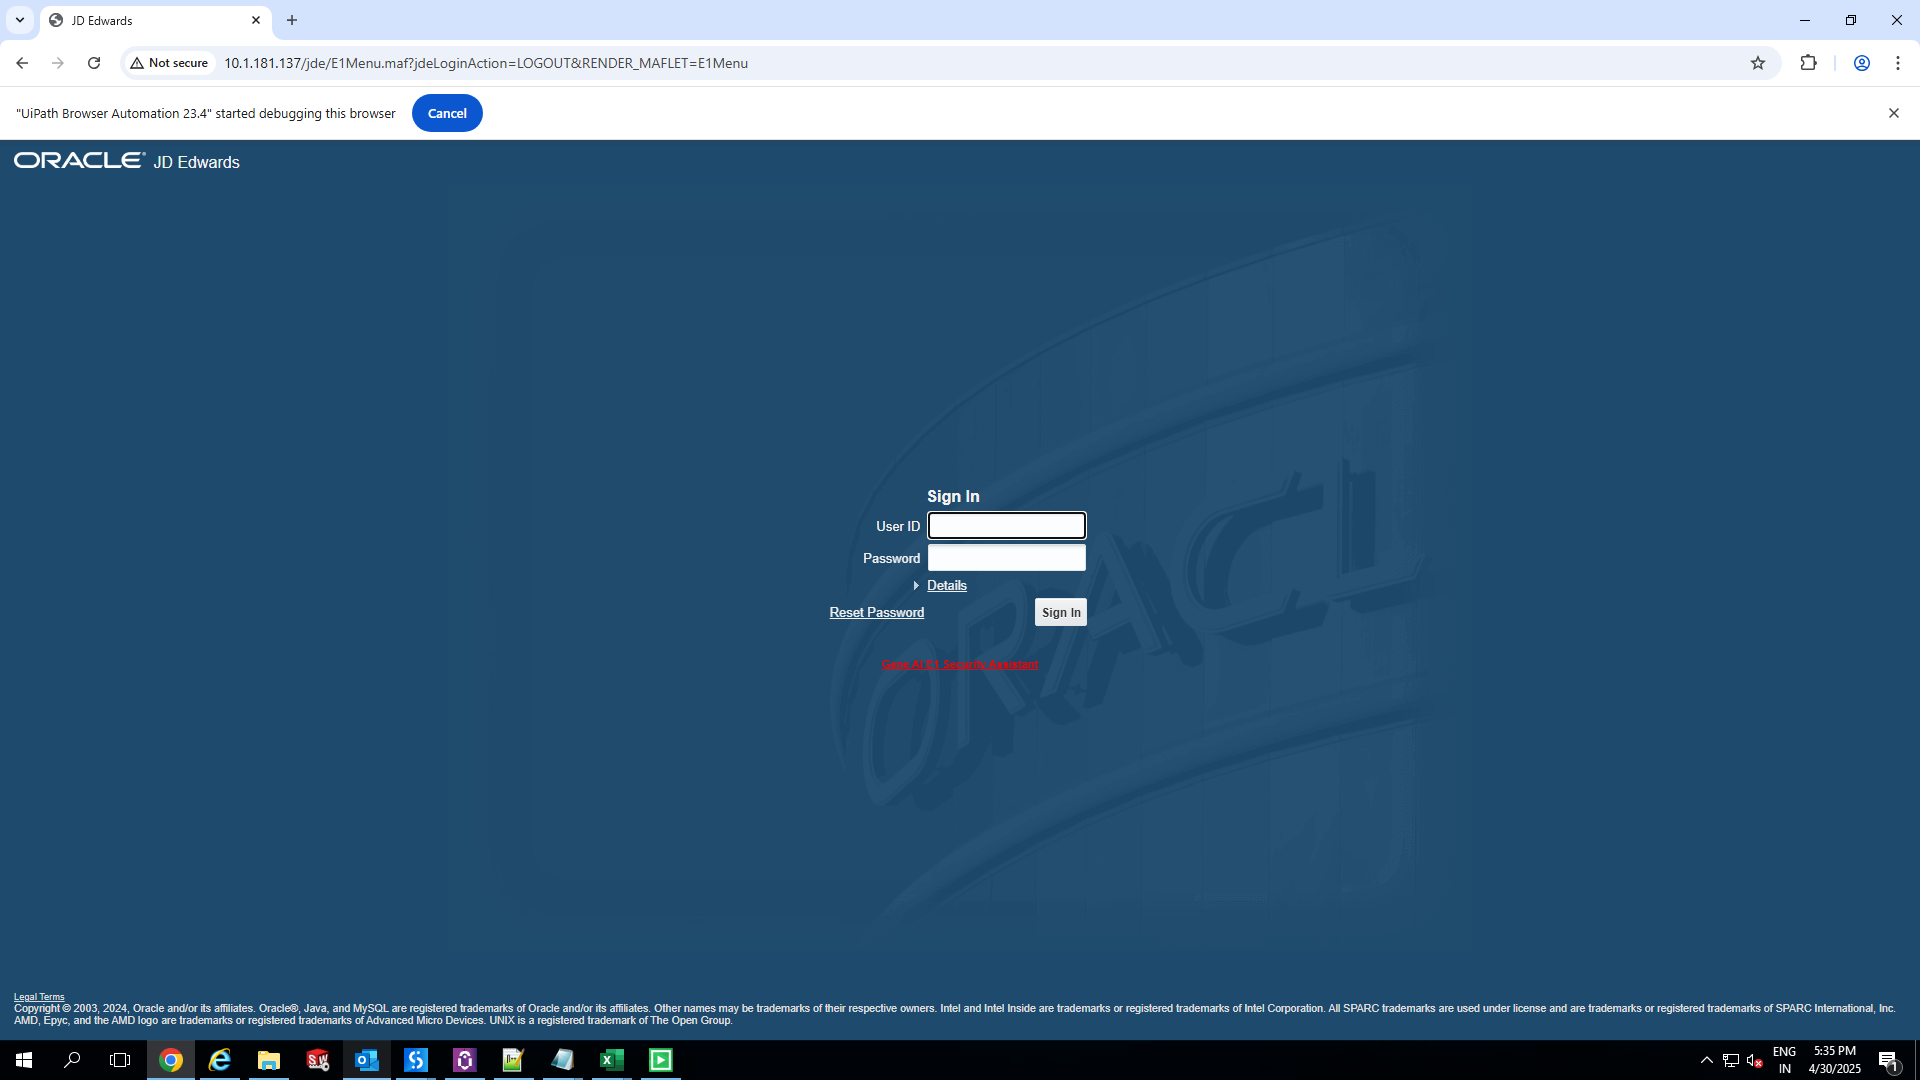 JD Edwards
Not secure
10.1.181.137/jde/E1Menu.maf?jdeLoginAction=LOGOUT&RENDER_MAFLET=E1Menu
"UiPath Browser Automation 23.4" started debugging this browser
Cancel
ORACLE® JD Edwards
Sign In
User ID
Password
Details
Reset Password
Sign In
E1 Security Assistant
ORACL
Legal Terms
Copyright © 2003, 2024, Oracle and/or its affiliates. Oracle®, Java, and MySQL are registered trademarks of Oracle and/or its affiliates. Other names may be trademarks of their respective owners. Intel and Intel Inside are trademarks or registered trademarks of Intel Corporation. All SPARC trademarks are used under license and are trademarks or registered trademarks of SPARC International, Inc.
AMD, Epyc, and the AMD logo are trademarks or registered trademarks of Advanced Micro Devices. UNIX is a registered trademark of The Open Group.
ENG
IN
5:35 PM
4/30/2025
1